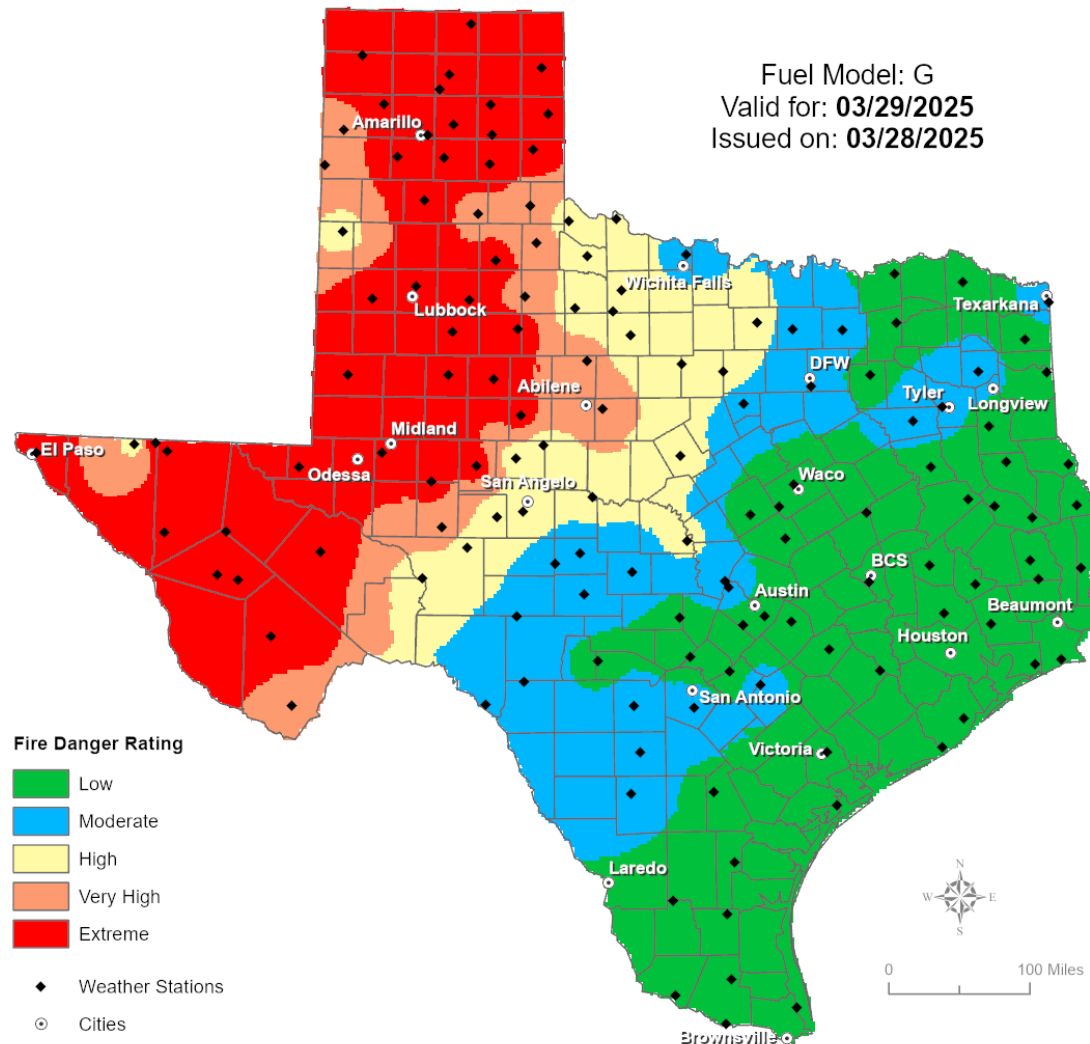 Fuel Model: G
Valid for: 03/29/2025
Issued on: 03/28/2025
Amarillo
Wichita Falls
Lubbock
Texarkana
DFW
Abilene
Tyler
Longview
El Paso
Midland
Odessa
San Angelo
Waco
BCS
Austin
Beaumont
Houston
San Antonio
Victoria
Laredo
Brownsville
Fire Danger Rating
Low
Moderate
High
Very High
Extreme
Weather Stations
Cities
N
W E
S
0 100 Miles